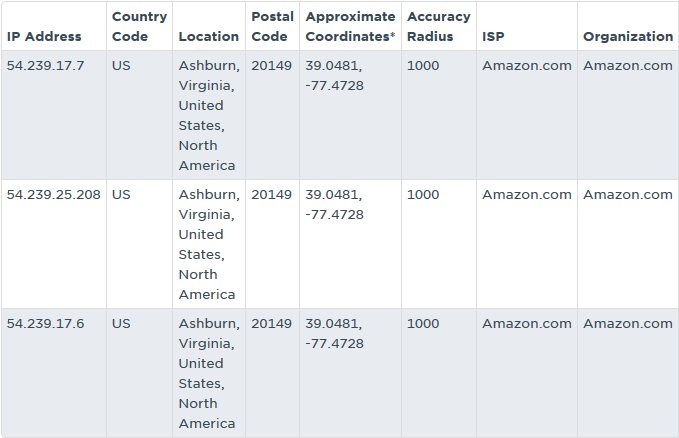 IP Address Country Code Location Postal Code Approximate Coordinates* Accuracy Radius ISP Organization
54.239.17.7 US Ashburn, 20149 39.0481, 1000 Amazon.com Amazon.com
Virginia, -77.4728
United
States,
North
America
54.239.25.208 US Ashburn, 20149 39.0481, 1000 Amazon.com Amazon.com
Virginia, -77.4728
United
States,
North
America
54.239.17.6 US Ashburn, 20149 39.0481, 1000 Amazon.com Amazon.com
Virginia, -77.4728
United
States,
North
America